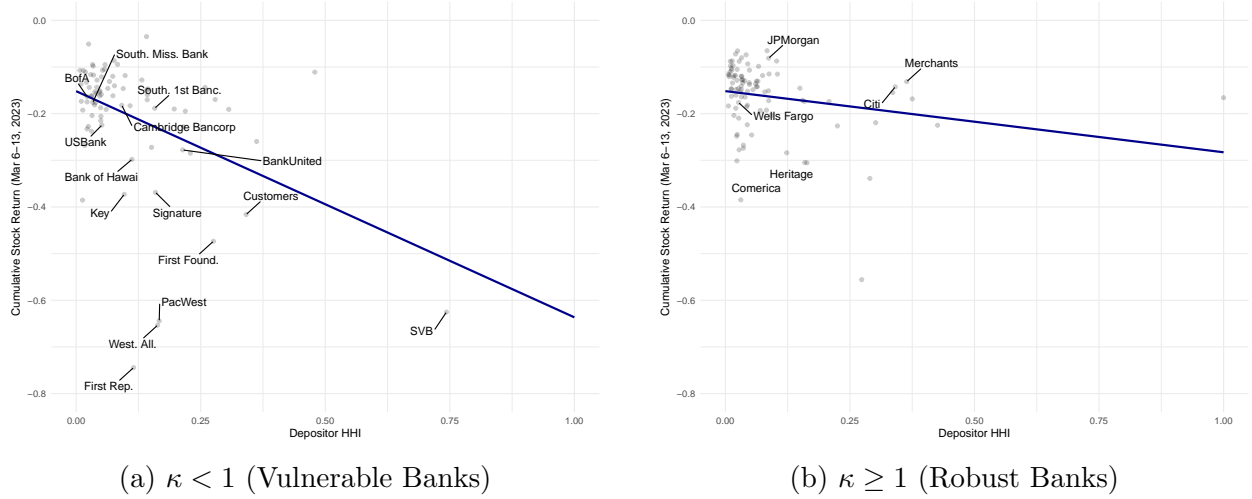 0.0
−0.2
−0.4
−0.6
−0.8
Cumulative Stock Return (Mar 6−13, 2023)
South. Miss. Bank
BofA
South. 1st Banc.
Cambridge Bancorp
USBank
BankUnited
Bank of Hawai
Customers
Key
Signature
First Found.
PacWest
West. All.
SVB
First Rep.
0.00 0.25 0.50 0.75 1.00
Depositor HHI
(a) κ < 1 (Vulnerable Banks)
0.0
−0.2
−0.4
−0.6
−0.8
Cumulative Stock Return (Mar 6−13, 2023)
JPMorgan
Merchants
Citi
Wells Fargo
Heritage
Comerica
0.00 0.25 0.50 0.75 1.00
Depositor HHI
(b) κ ≥ 1 (Robust Banks)